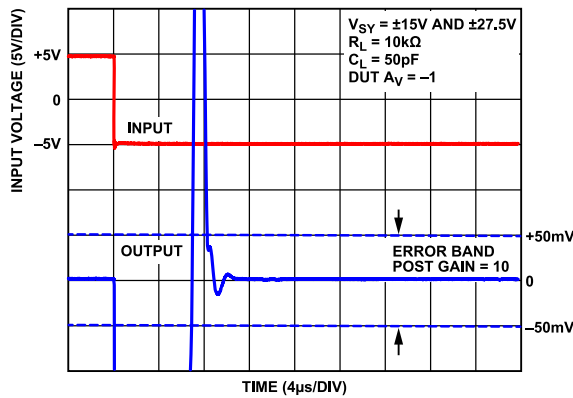 V_SY = ±15V AND ±27.5V
R_L = 10kΩ
C_L = 50pF
DUT A_V = –1
INPUT VOLTAGE (5V/DIV)
+5V
0
–5V
INPUT
OUTPUT
+50mV
ERROR BAND
POST GAIN = 10
0
–50mV
TIME (4µs/DIV)